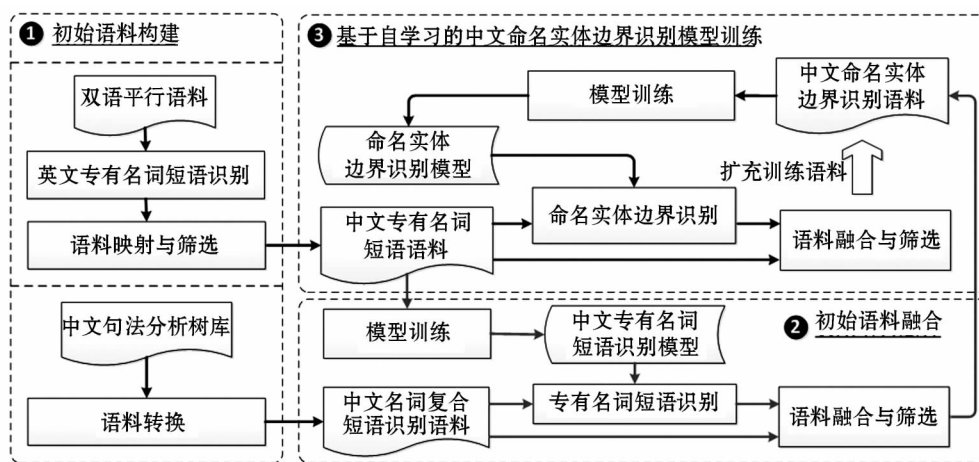 ❶ 初始语料构建
双语平行语料
英文专有名词短语识别
语料映射与筛选
中文句法分析树库
语料转换
❸ 基于自学习的中文命名实体边界识别模型训练
中文命名实体
边界识别语料
模型训练
命名实体
边界识别模型
扩充训练语料
中文专有名词
短语语料
命名实体边界识别
语料融合与筛选
❷ 初始语料融合
模型训练
中文专有名词
短语识别模型
中文名词复合
短语识别语料
专有名词短语识别
语料融合与筛选